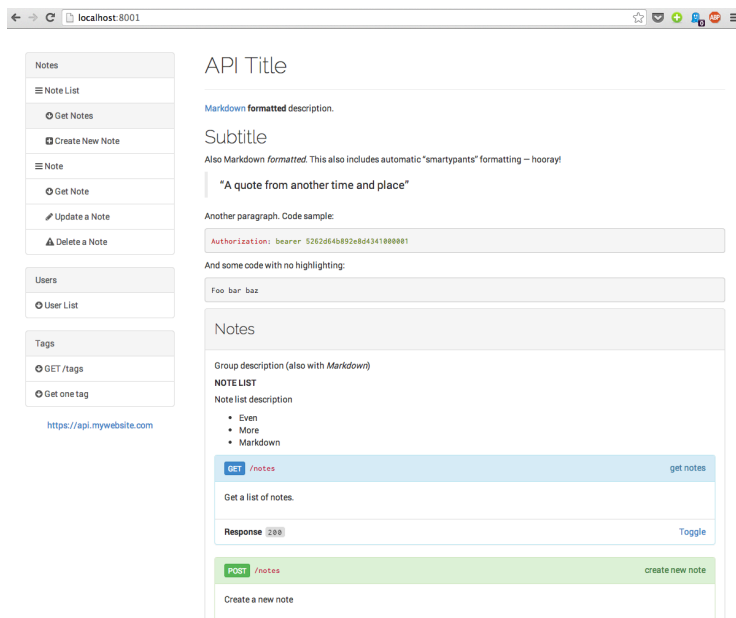 localhost:8001
ABP
0
Notes
Note List
Get Notes
Create New Note
Note
Get Note
Update a Note
Delete a Note
Users
User List
Tags
GET /tags
Get one tag
https://api.mywebsite.com
API Title
Markdown formatted description.
Subtitle
Also Markdown formatted. This also includes automatic “smartypants” formatting — hooray!
“A quote from another time and place”
Another paragraph. Code sample:
Authorization: bearer 5262d64b892e8d4341000001
And some code with no highlighting:
Foo bar baz
Notes
Group description (also with Markdown)
NOTE LIST
Note list description
• Even
• More
• Markdown
GET /notes get notes
Get a list of notes.
Response 200 Toggle
POST /notes create new note
Create a new note